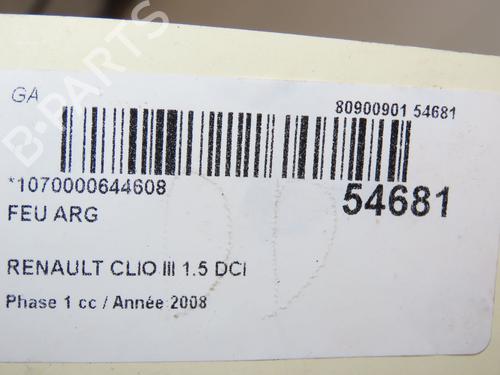 GA
80900901 54681
*1070000644608
54681
FEU ARG
RENAULT CLIO III 1.5 DCI
Phase 1 cc / Année 2008
B-PARTS